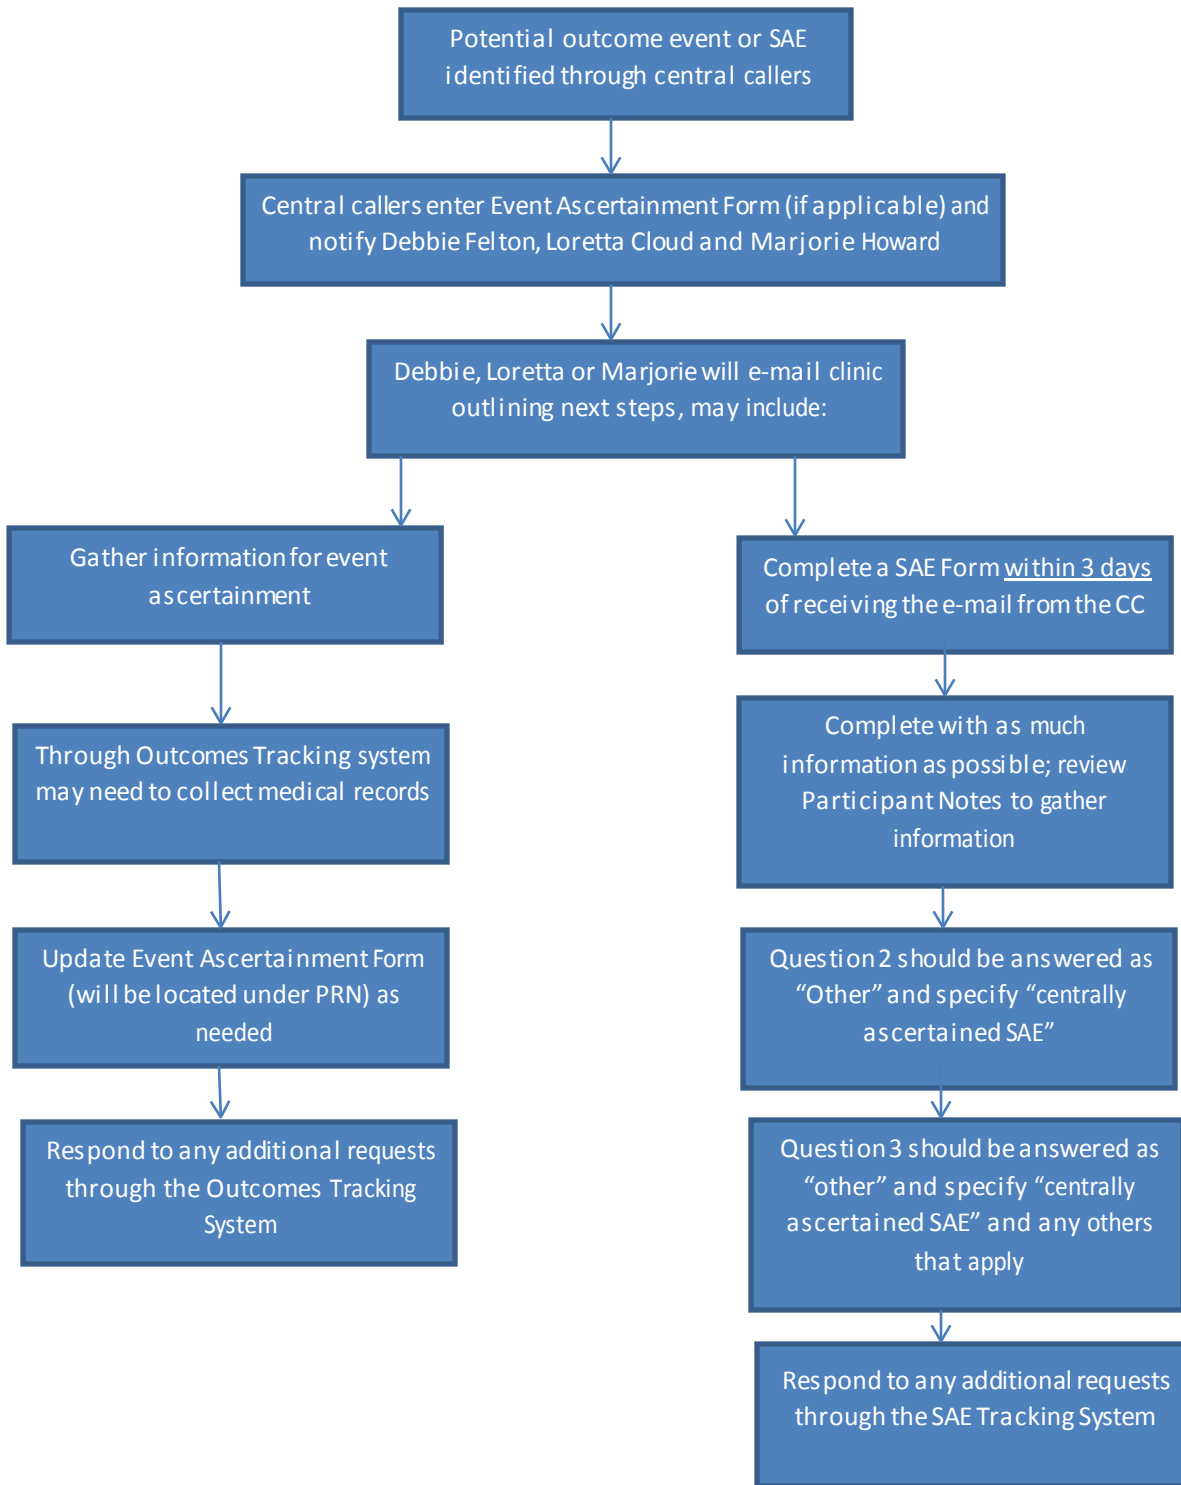 Potential outcome event or SAE
identified through central callers
Central callers enter Event Ascertainment Form (if applicable) and
notify Debbie Felton, Loretta Cloud and Marjorie Howard
Debbie, Loretta or Marjorie will e-mail clinic
outlining next steps, may include:
Gather information for event
ascertainment
Through Outcomes Tracking system
may need to collect medical records
Update Event Ascertainment Form
(will be located under PRN) as
needed
Respond to any additional requests
through the Outcomes Tracking
System
Complete a SAE Form within 3 days
of receiving the e-mail from the CC
Complete with as much
information as possible; review
Participant Notes to gather
information
Question 2 should be answered as
“Other” and specify “centrally
ascertained SAE”
Question 3 should be answered as
“other” and specify “centrally
ascertained SAE” and any others
that apply
Respond to any additional requests
through the SAE Tracking System